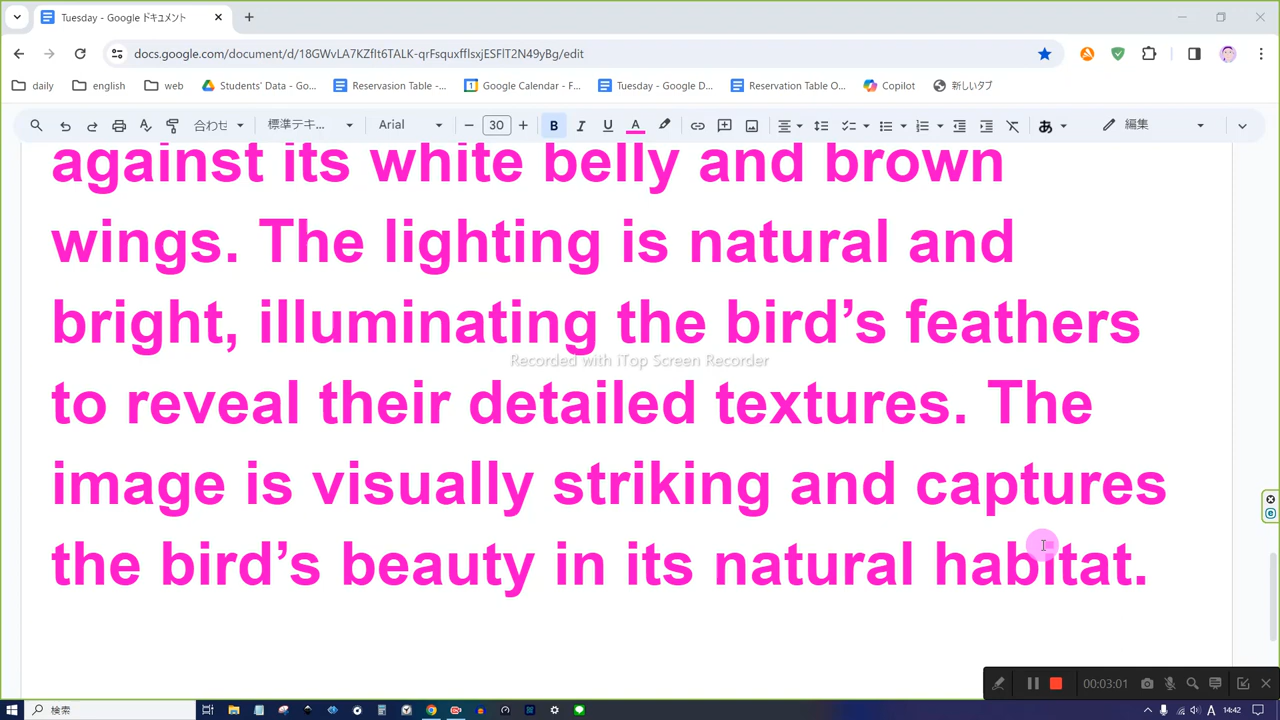 Tuesday - Google ドキュメント
docs.google.com/document/d/18GWvLA7KZfIt6TALK-qrFsquxfflsxjESFlT2N49yBg/edit
daily english web Students' Data - Go... Reservasion Table -... Google Calendar - F... Tuesday - Google D... Reservation Table O... Copilot 新しいタブ
合わせ 標準テキ... Arial 30 B I U A あ 編集
against its white belly and brown
wings. The lighting is natural and
bright, illuminating the bird’s feathers
Recorded with iTop Screen Recorder
to reveal their detailed textures. The
image is visually striking and captures
the bird’s beauty in its natural habitat.
00:03:01
検索 A 14:42